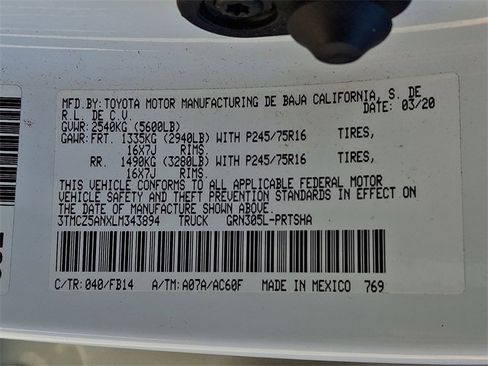 MFD.BY:TOYOTA MOTOR MANUFACTURING DE BAJA CALIFORNIA, S. DE
R.L. DE C.V. DATE: 03/20
GVWR:2540KG (5600LB)
GAWR:FRT. 1335KG (2940LB) WITH P245/75R16 TIRES,
16X7J RIMS.
RR. 1490KG (3280LB) WITH P245/75R16 TIRES,
16X7J RIMS.
THIS VEHICLE CONFORMS TO ALL APPLICABLE FEDERAL MOTOR
VEHICLE SAFETY AND THEFT PREVENTION STANDARDS IN EFFECT
ON THE DATE OF MANUFACTURE SHOWN ABOVE.
3TMCZ5ANXLM343894 TRUCK GRN305L-PRTSHA
C/TR:040/FB14 A/TM:A07A/AC60F MADE IN MEXICO 769